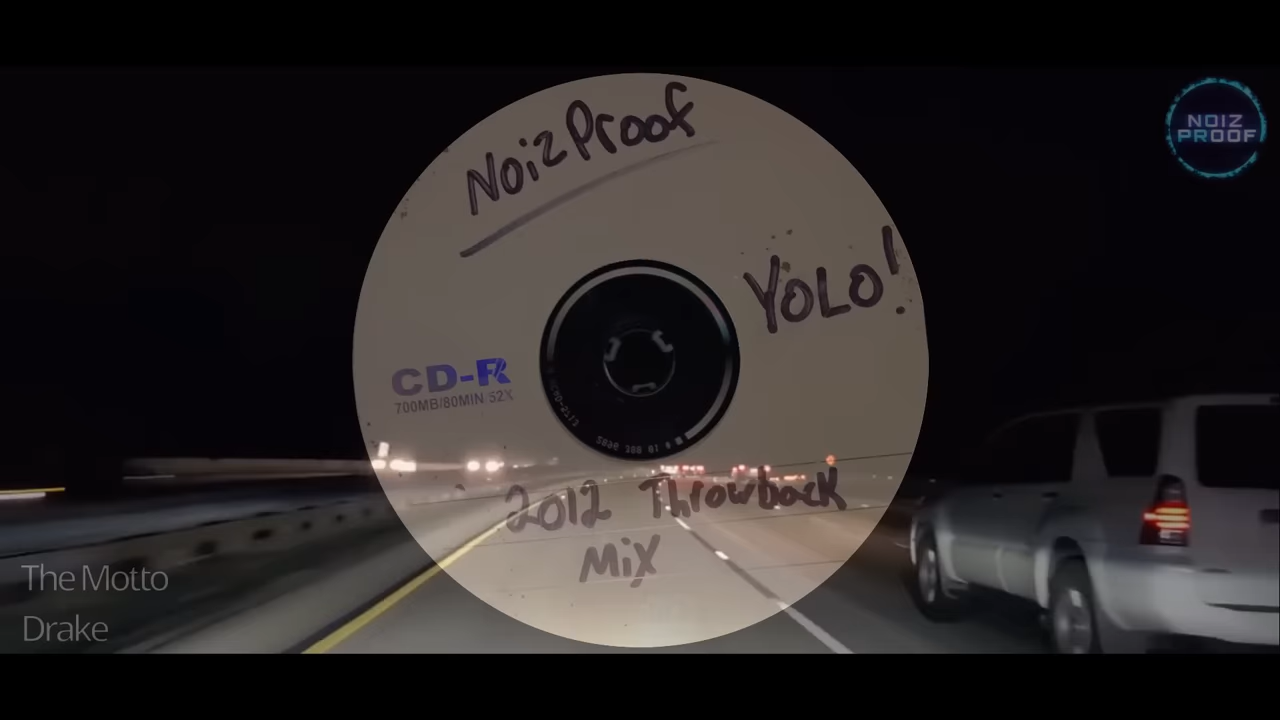 NoizProof
NOIZ
PROOF
YOLO!
CD-R
700MB/80MIN 52X
2012 Throwback
Mix
The Motto
Drake